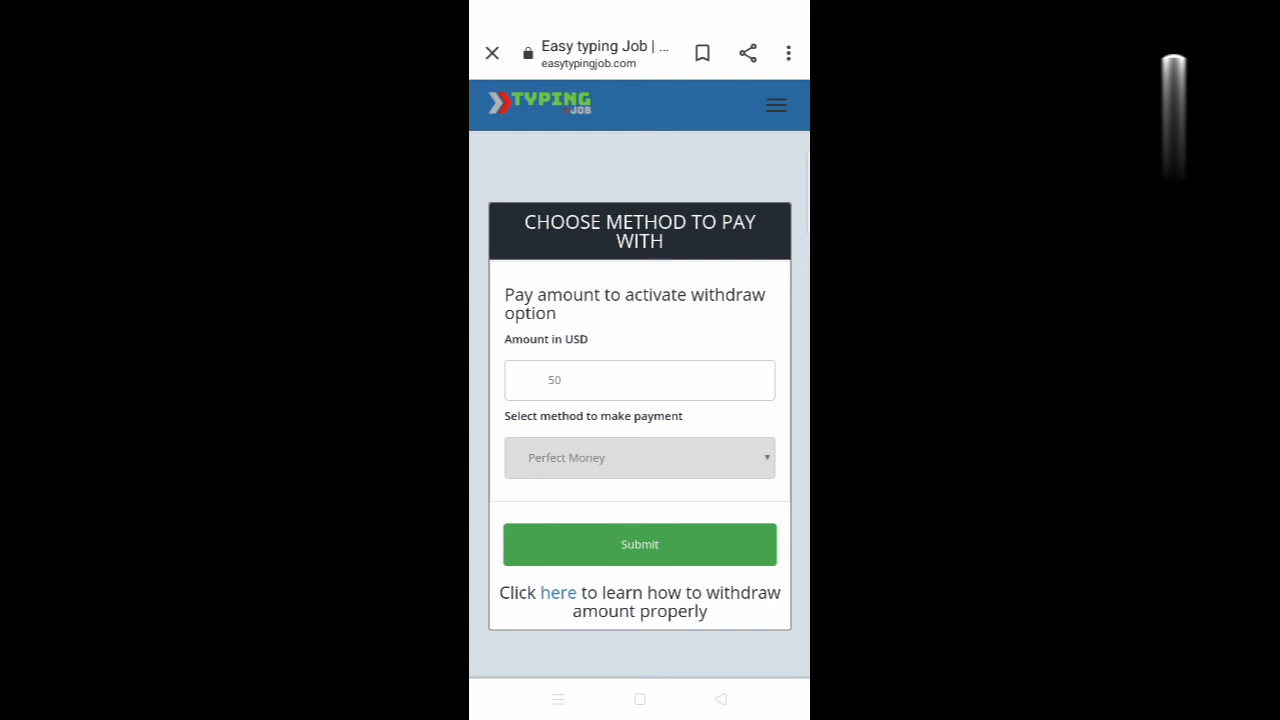 Easy typing Job | ...
easytypingjob.com
TYPING
JOB
CHOOSE METHOD TO PAY
WITH
Pay amount to activate withdraw
option
Amount in USD
50
Select method to make payment
Perfect Money
Submit
Click here to learn how to withdraw
amount properly